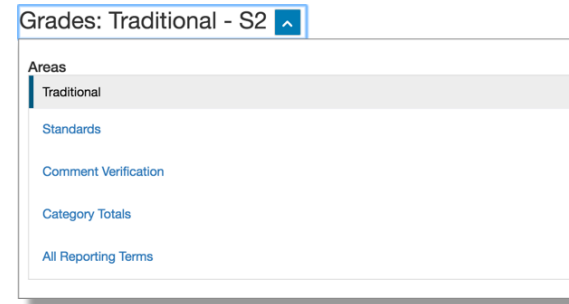 Grades: Traditional - S2
Areas
Traditional
Standards
Comment Verification
Category Totals
All Reporting Terms